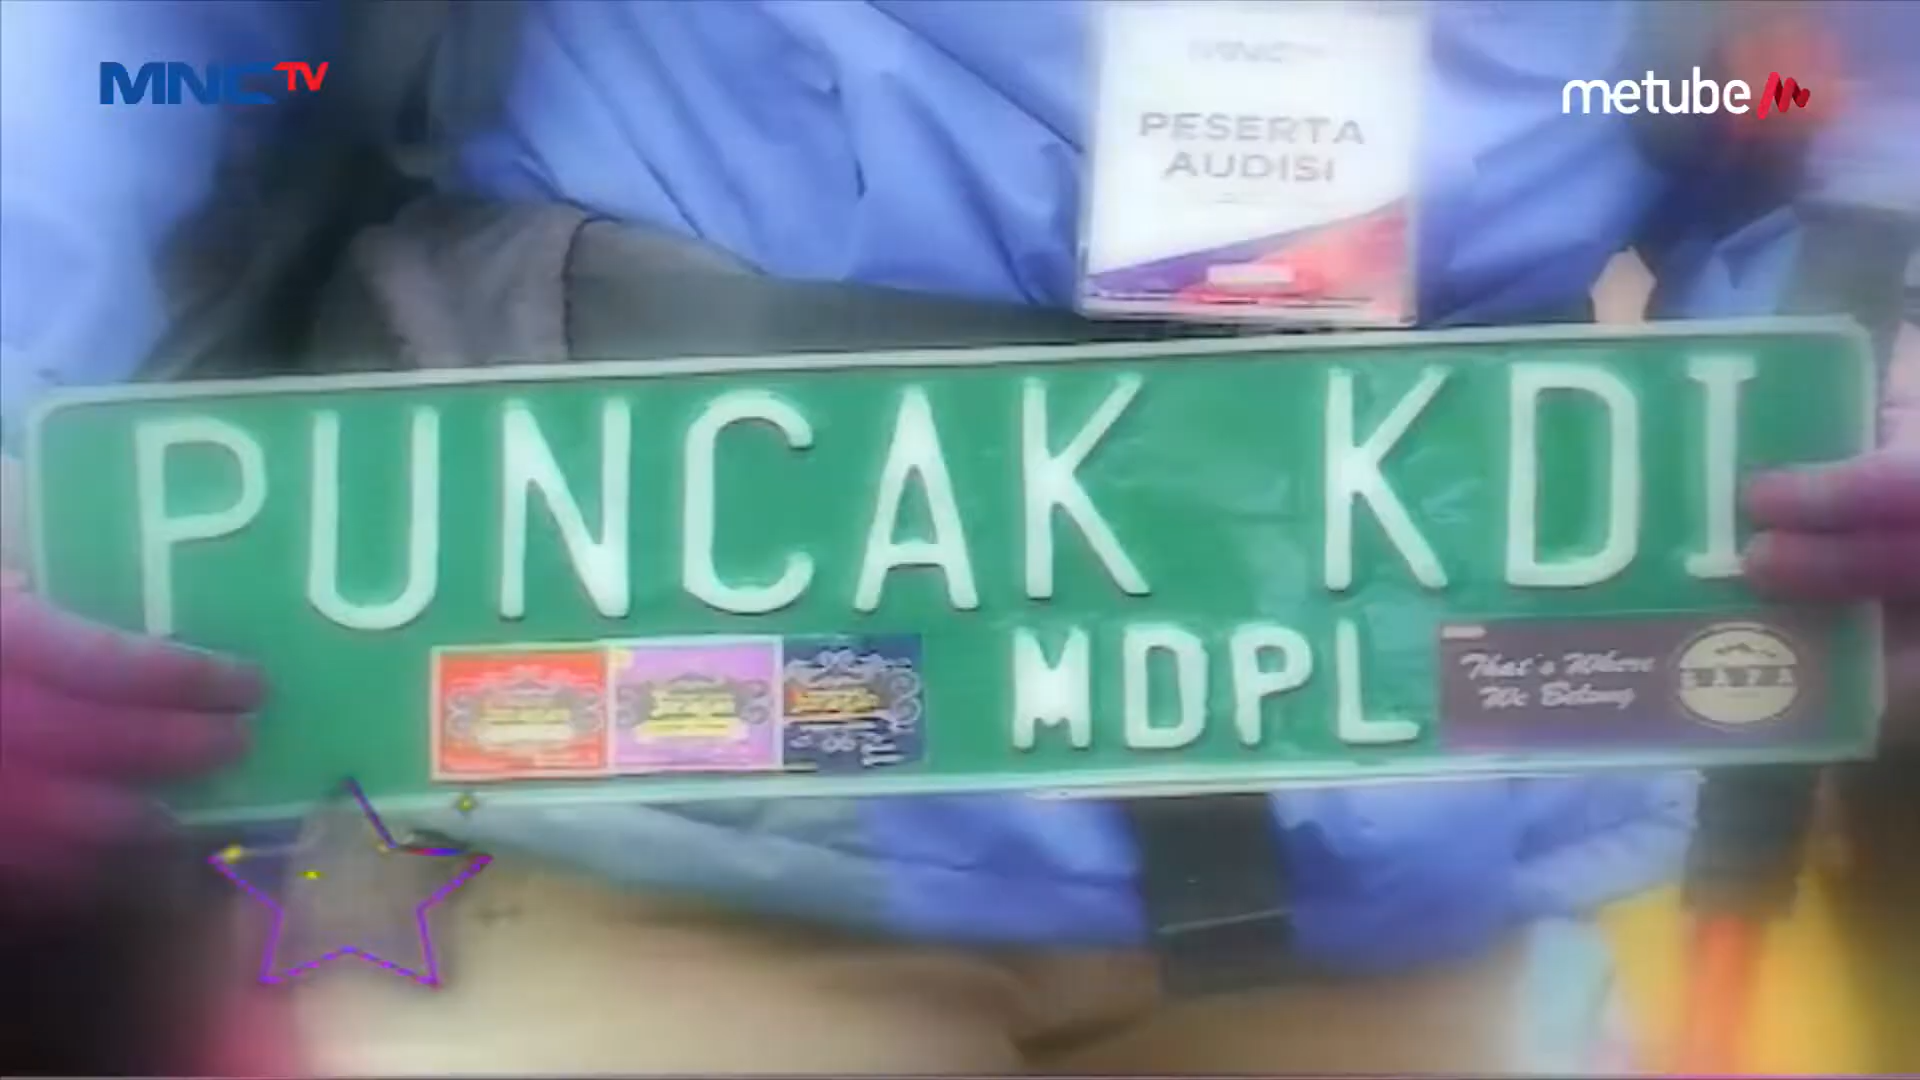 MNCTV
metube
PESERTA
AUDISI
PUNCAK KDI
MDPL
That's Where
We Belong